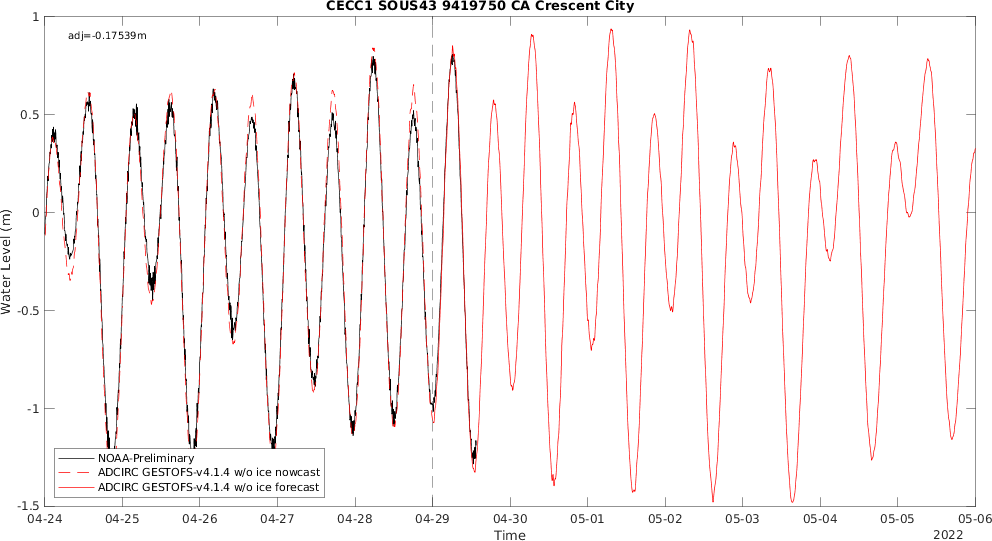 CECC1 SOUS43 9419750 CA Crescent City
adj=-0.17539m
1
0.5
0
-0.5
-1
-1.5
Water Level (m)
NOAA-Preliminary
ADCIRC GESTOFS-v4.1.4 w/o ice nowcast
ADCIRC GESTOFS-v4.1.4 w/o ice forecast
04-24 04-25 04-26 04-27 04-28 04-29 04-30 05-01 05-02 05-03 05-04 05-05 05-06
Time
2022